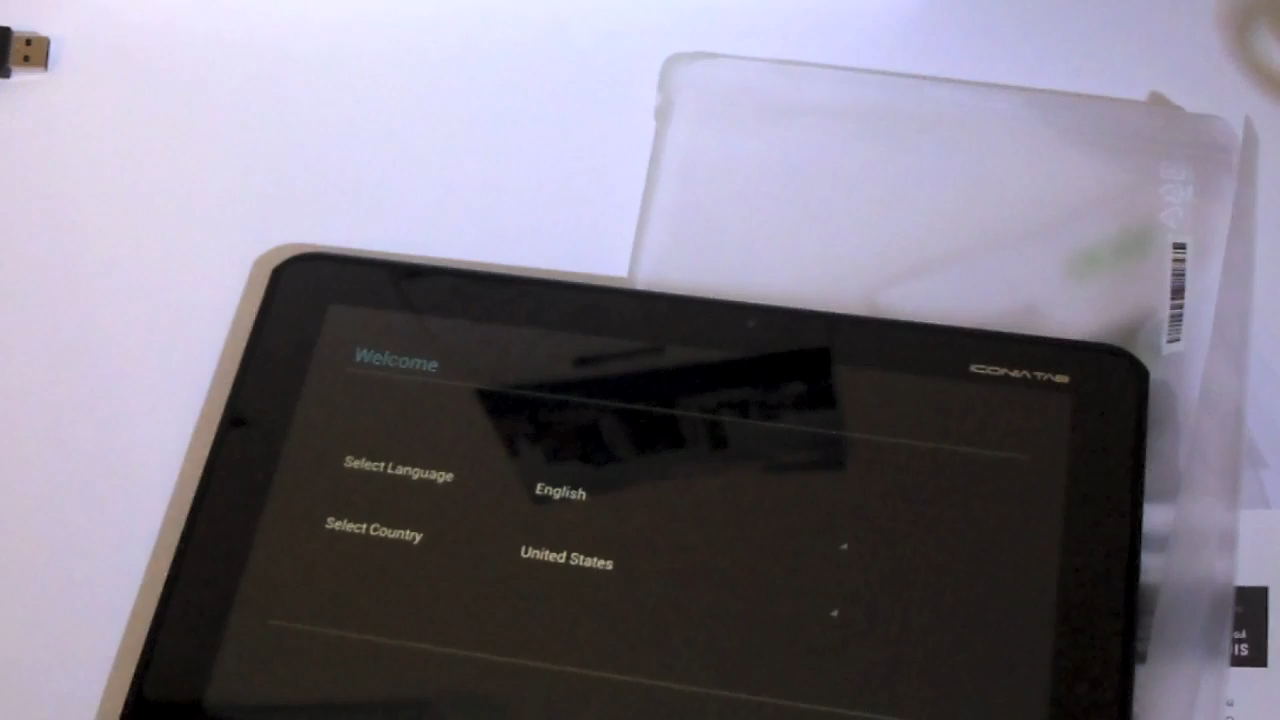 Welcome
ICONIA TAB
Select Language
English
Select Country
United States